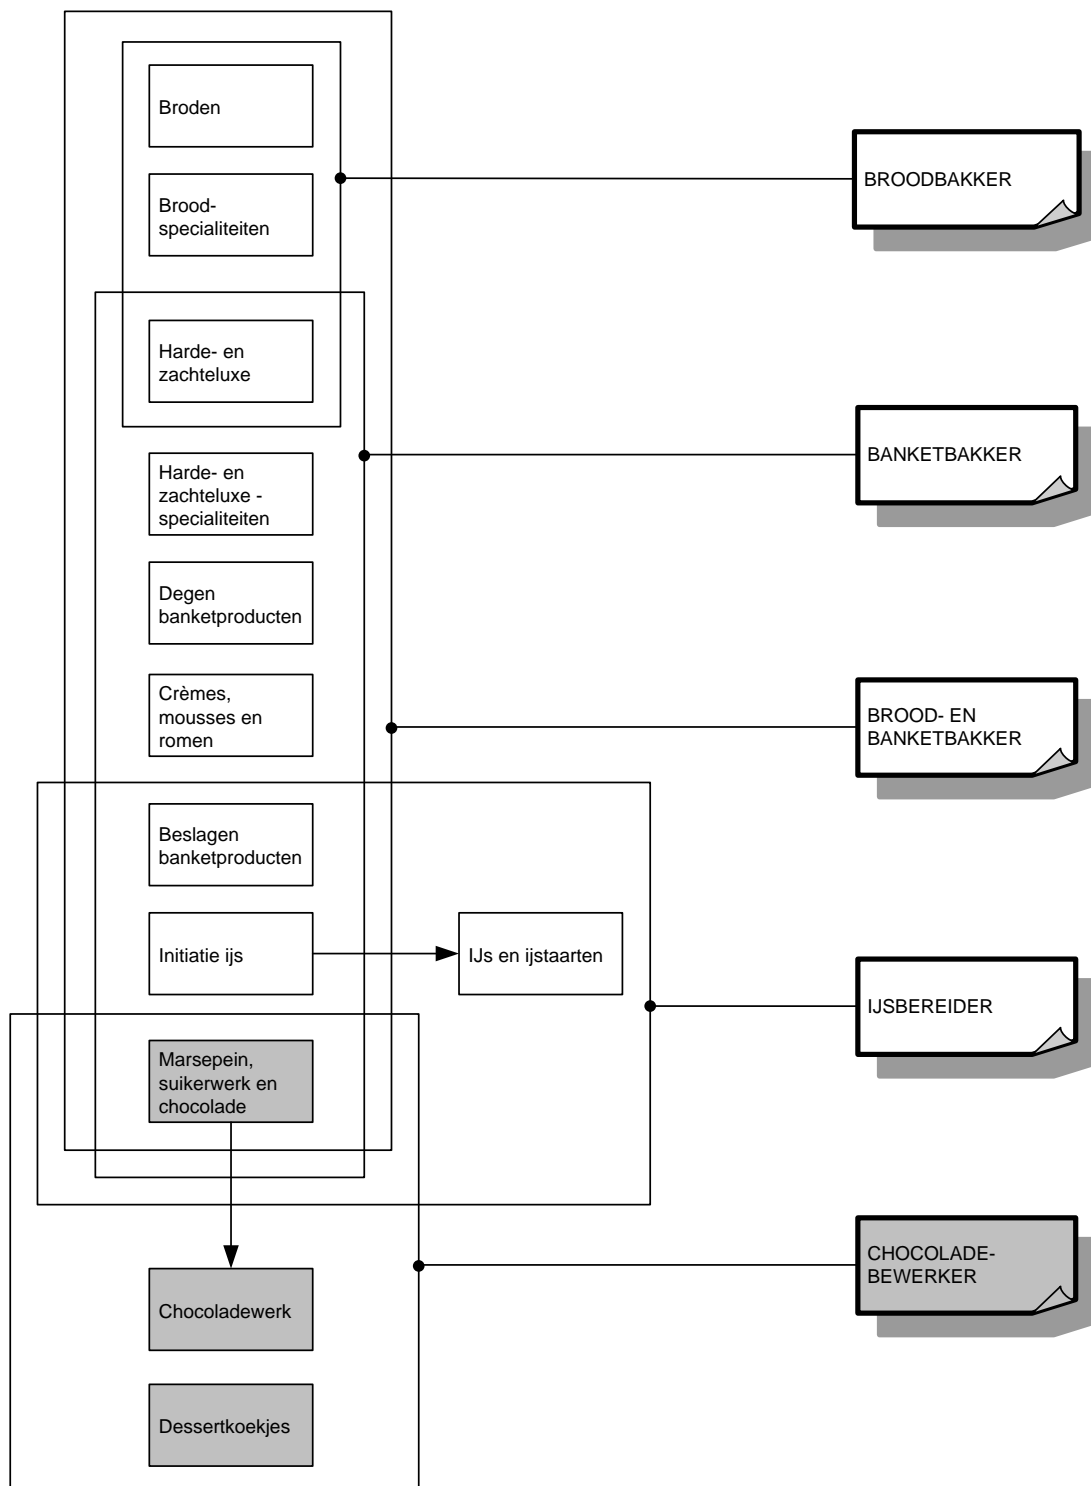 Broden
Brood-
specialiteiten
BROODBAKKER
Harde- en
zachteluxe
Harde- en
zachteluxe -
specialiteiten
BANKETBAKKER
Degen
banketproducten
Crèmes,
mousses en
romen
BROOD- EN
BANKETBAKKER
Beslagen
banketproducten
Initiatie ijs
IJs en ijstaarten
IJSBEREIDER
Marsepein,
suikerwerk en
chocolade
CHOCOLADE-
BEWERKER
Chocoladewerk
Dessertkoekjes